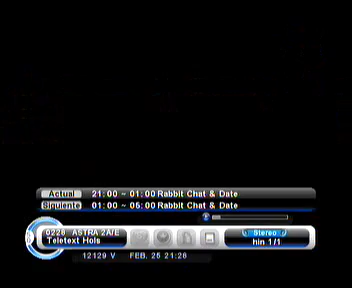 Actual 21:00 ~ 01:00 Rabbit Chat & Date
Siguiente 01:00 ~ 05:00 Rabbit Chat & Date
0228 ASTRA 2A/E
Teletext Hols
Stereo
hin 1/1
12129 V FEB. 25 21:26